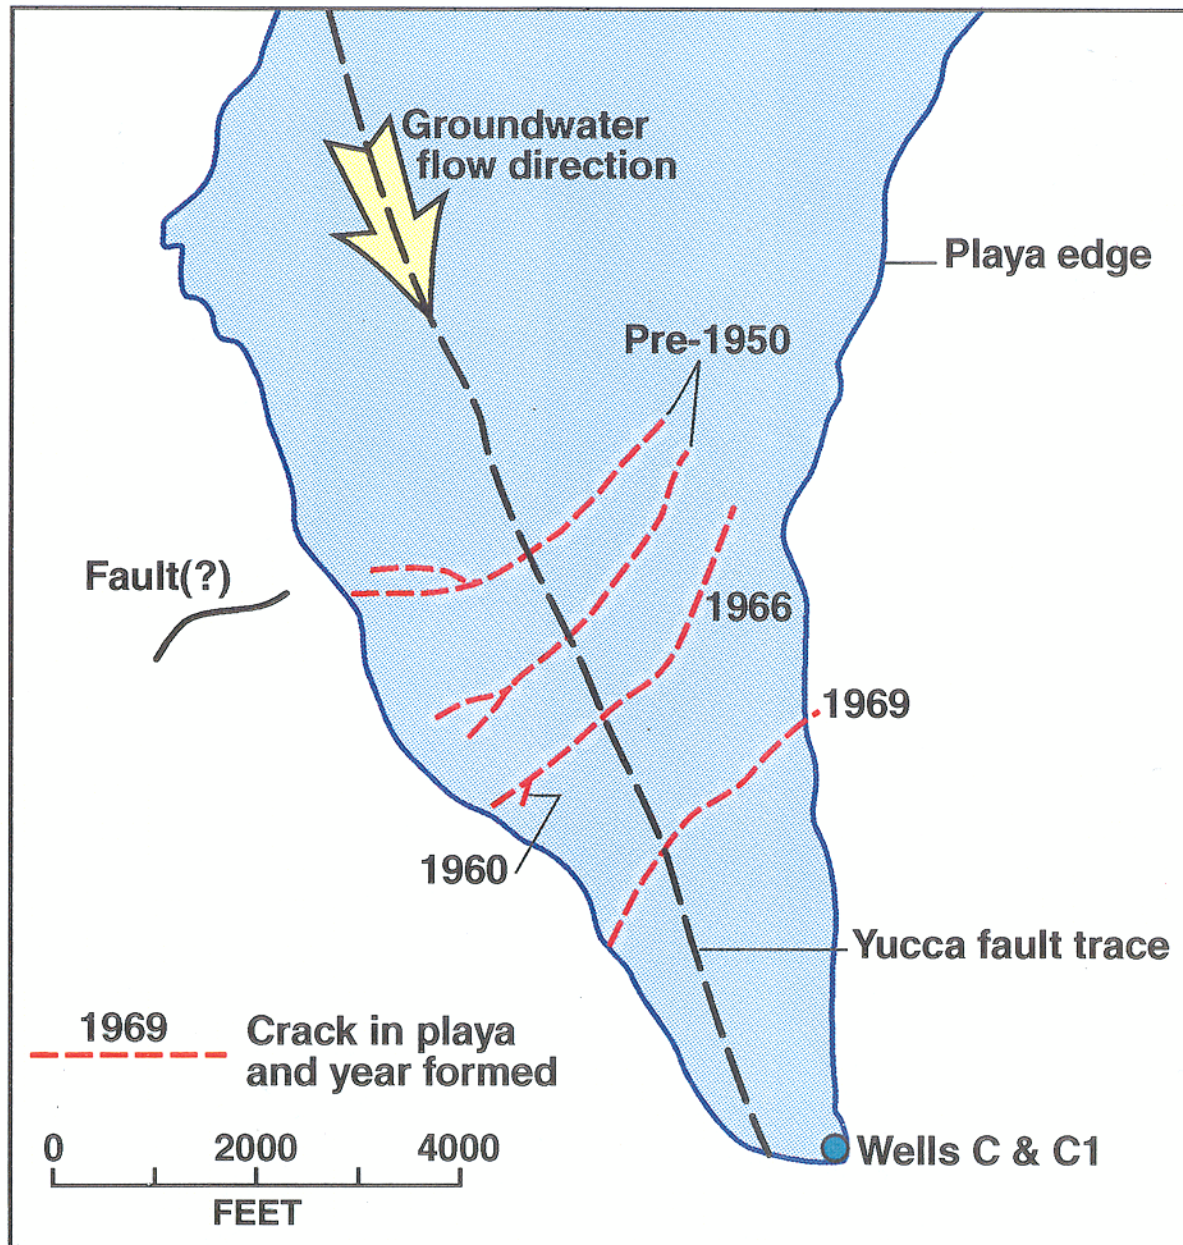 Groundwater
flow direction
Playa edge
Pre-1950
Fault(?)
1966
1969
1960
Yucca fault trace
1969
Crack in playa
and year formed
0 2000 4000
FEET
Wells C & C1